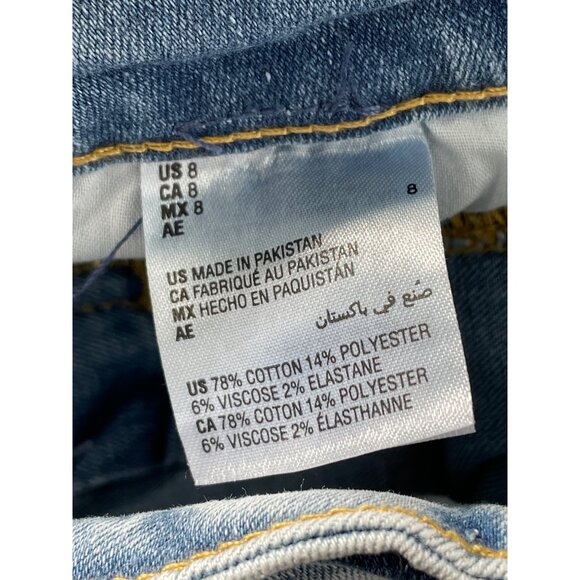 US 8
CA 8
MX 8
AE 8
US MADE IN PAKISTAN
CA FABRIQUÉ AU PAKISTAN
MX HECHO EN PAQUISTÁN
AE صنع في باكستان
US 78% COTTON 14% POLYESTER
6% VISCOSE 2% ELASTANE
CA 78% COTON 14% POLYESTER
6% VISCOSE 2% ÉLASTHANNE